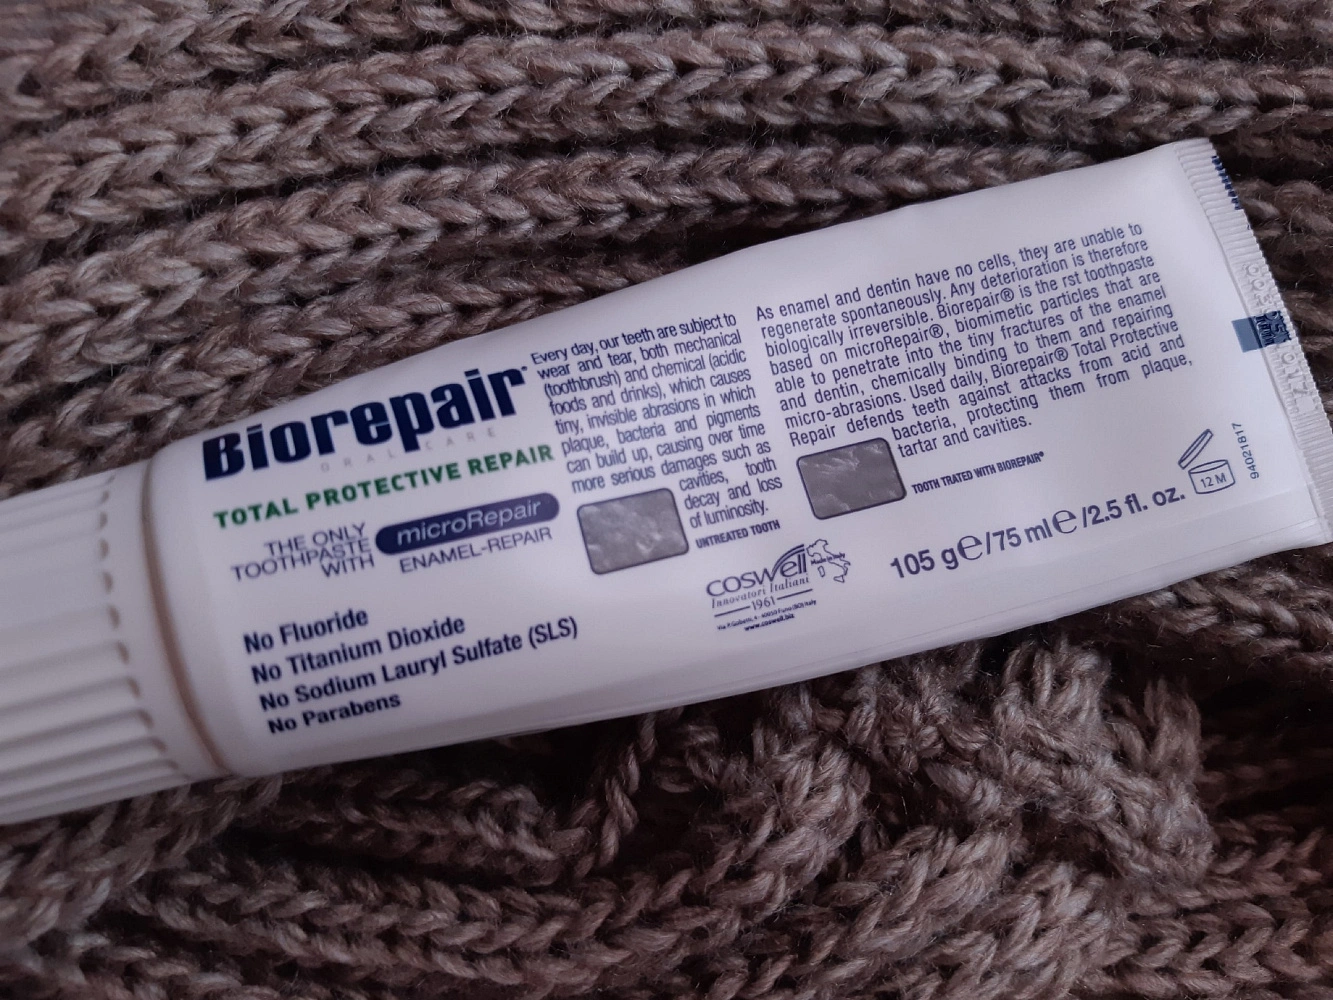 Biorepair®
ORAL CARE
TOTAL PROTECTIVE REPAIR
THE ONLY
TOOTHPASTE
WITH
microRepair
ENAMEL-REPAIR
No Fluoride
No Titanium Dioxide
No Sodium Lauryl Sulfate (SLS)
No Parabens
Every day, our teeth are subject to
wear and tear, both mechanical
(toothbrush) and chemical (acidic
foods and drinks), which causes
tiny, invisible abrasions in which
plaque, bacteria and pigments
can build up, causing over time
more serious damages such as
cavities, tooth
decay and loss
of luminosity.
UNTREATED TOOTH
As enamel and dentin have no cells, they are unable to
regenerate spontaneously. Any deterioration is therefore
biologically irreversible. Biorepair® is the rst toothpaste
based on microRepair®, biomimetic particles that are
able to penetrate into the tiny fractures of the enamel
and dentin, chemically binding to them and repairing
micro-abrasions. Used daily, Biorepair® Total Protective
Repair defends teeth against attacks from acid and
bacteria, protecting them from plaque,
tartar and cavities.
TOOTH TRATED WITH BIOREPAIR®
coswell
Made in Italy
Innovatori Italiani
1961
www.coswell.biz
105 g℮/75 ml℮/2.5 fl. oz.
12 M
94021817